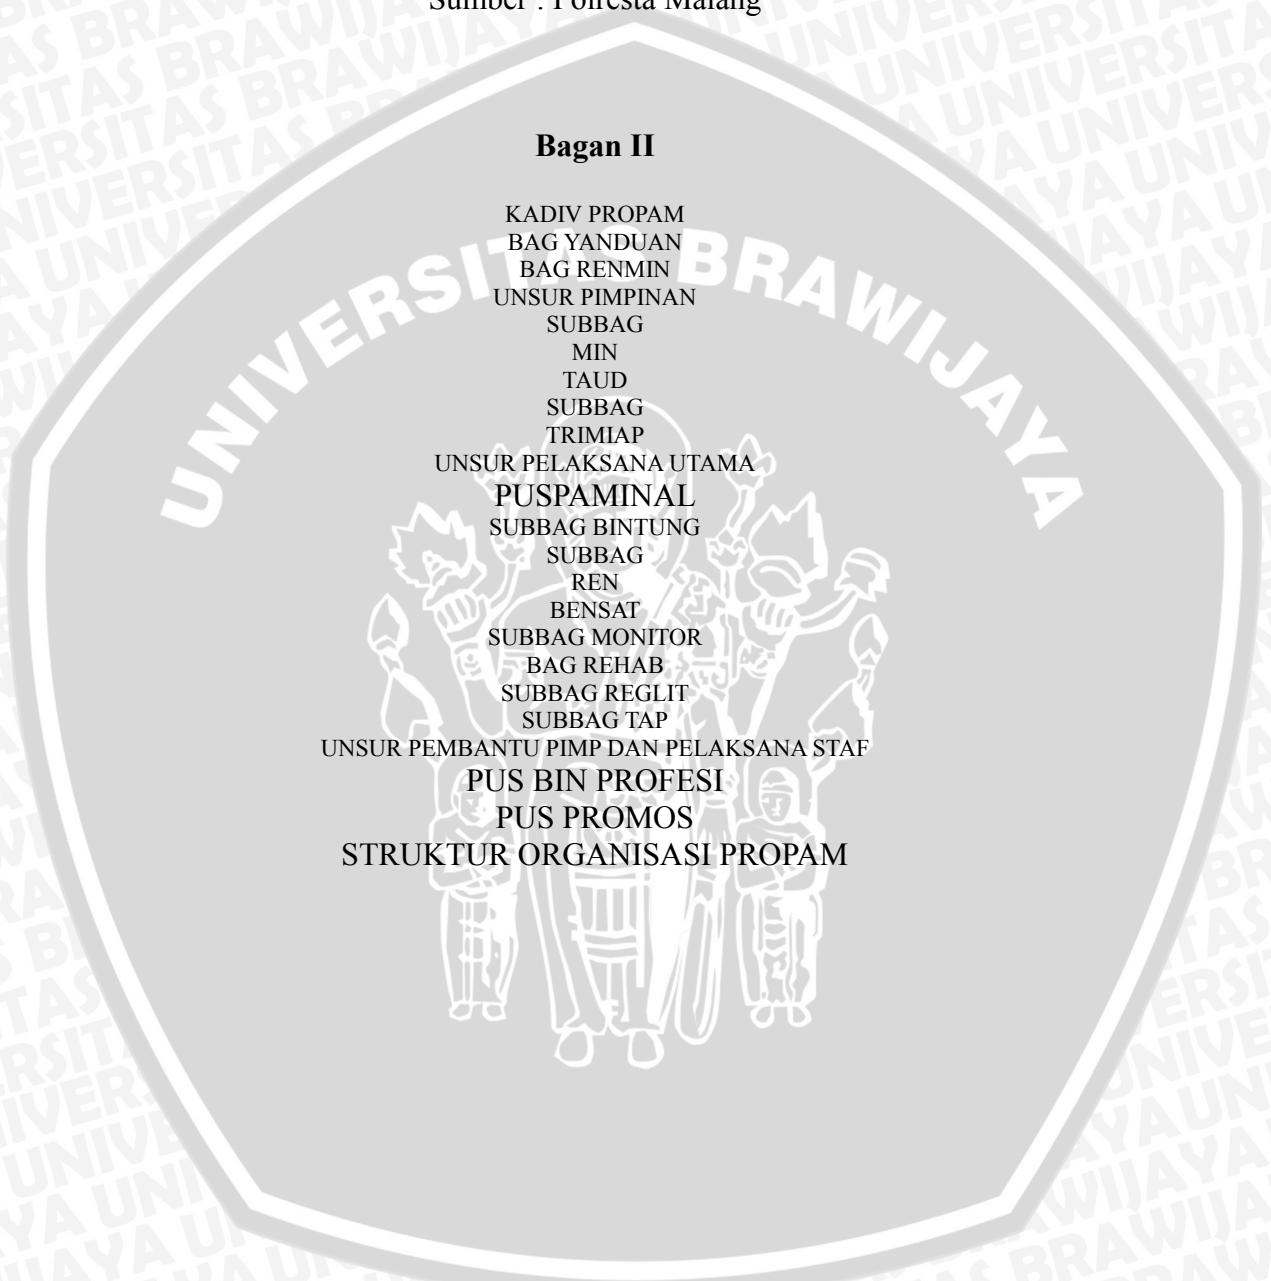 Sumber : Polresta Malang
Bagan II
KADIV PROPAM
BAG YANDUAN
BAG RENMIN
UNSUR PIMPINAN
SUBBAG
MIN
TAUD
SUBBAG
TRIMIAP
UNSUR PELAKSANA UTAMA
PUSPAMINAL
SUBBAG BINTUNG
SUBBAG
REN
BENSAT
SUBBAG MONITOR
BAG REHAB
SUBBAG REGLIT
SUBBAG TAP
UNSUR PEMBANTU PIMP DAN PELAKSANA STAF
PUS BIN PROFESI
PUS PROMOS
STRUKTUR ORGANISASI PROPAM
UNIVERSITAS BRAWIJAYA